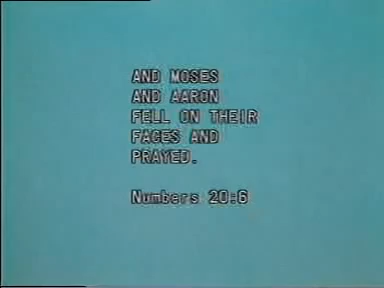 AND MOSES
AND AARON
FELL ON THEIR
FACES AND
PRAYED.
Numbers 20:6